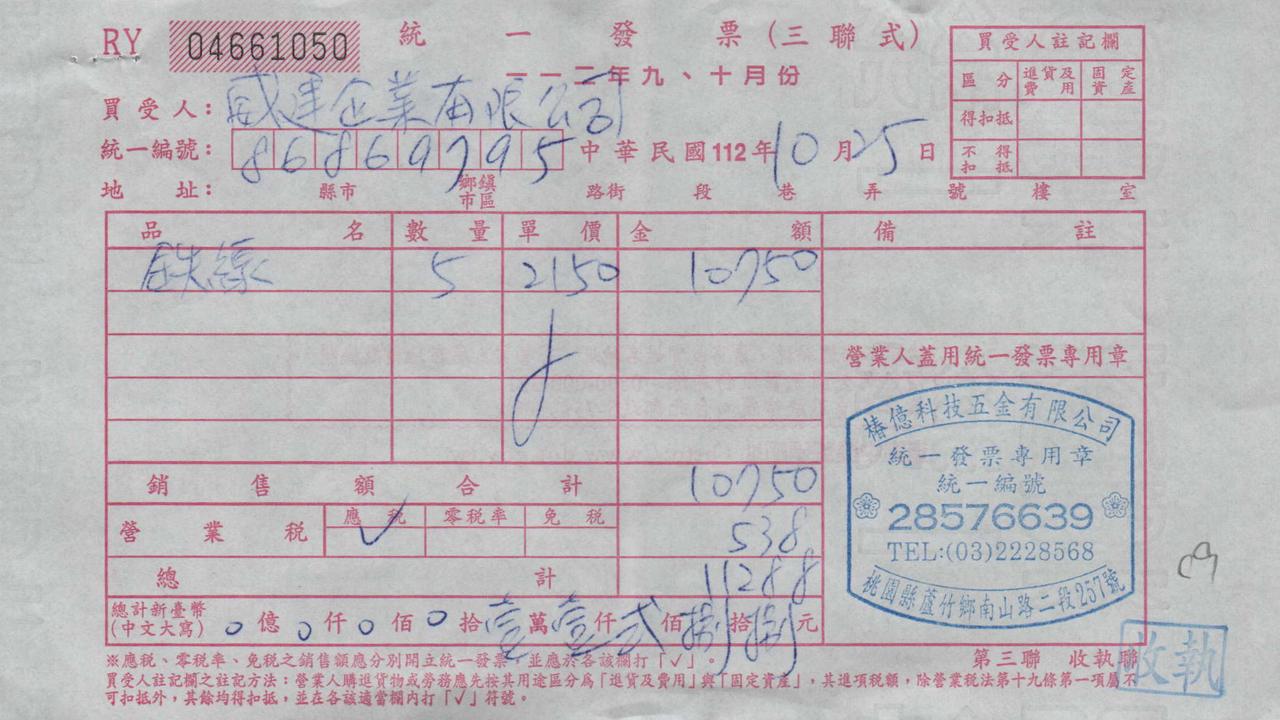 RY 04661050 統一發票(三聯式)
一一二年九、十月份
買受人註記欄
區分 進貨及費用 固定資產
得扣抵
不得扣抵
買受人: 威建企業有限公司
統一編號: 86869795 中華民國112年10月25日
地址: 縣市 鄉鎮市區 路街 段 巷 弄 號 樓 室
品名 數量 單價 金額 備註
鉄線 5 2150 10750
營業人蓋用統一發票專用章
椿億科技五金有限公司
統一發票專用章
統一編號
28576639
TEL:(03)2228568
桃園縣蘆竹鄉南山路二段257號
銷售額合計 10750
營業稅 應稅 ✓ 零稅率 免稅 538
總計 11288
總計新臺幣(中文大寫) 0億0仟0佰0拾壹萬壹仟弍佰捌拾捌元
※應稅、零稅率、免稅之銷售額應分別開立統一發票,並應於各該欄打「✓」。
第三聯 收執聯
收執
買受人註記欄之註記方法:營業人購進貨物或勞務應先按其用途區分為「進貨及費用」與「固定資產」,其進項稅額,除營業稅法第十九條第一項屬不
可扣抵外,其餘均得扣抵,並在各該適當欄內打「✓」符號。